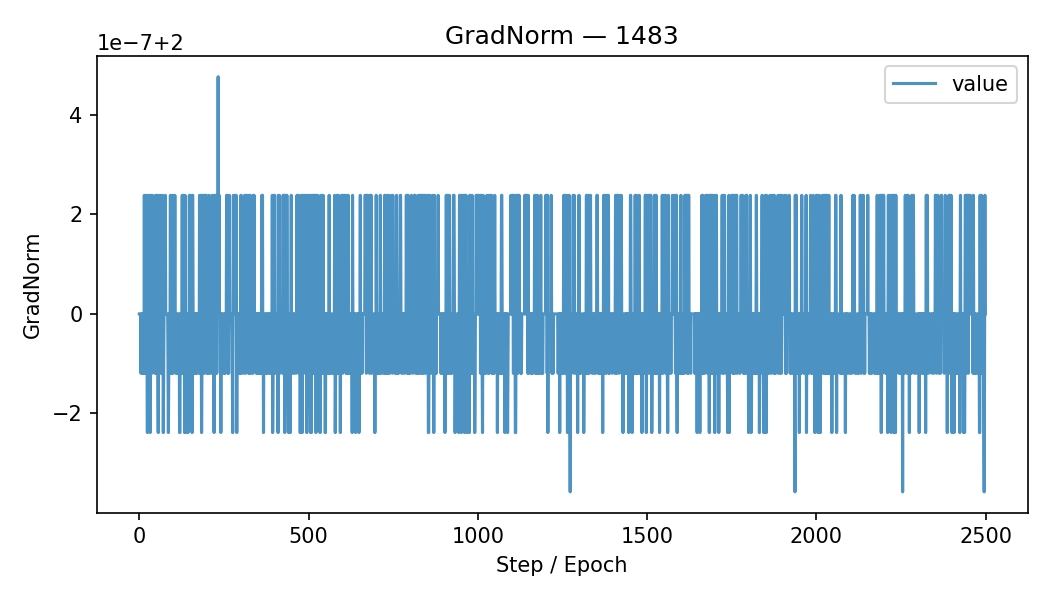 GradNorm — 1483
1e−7+2
value
4
2
0
−2
GradNorm
0
500
1000
1500
2000
2500
Step / Epoch